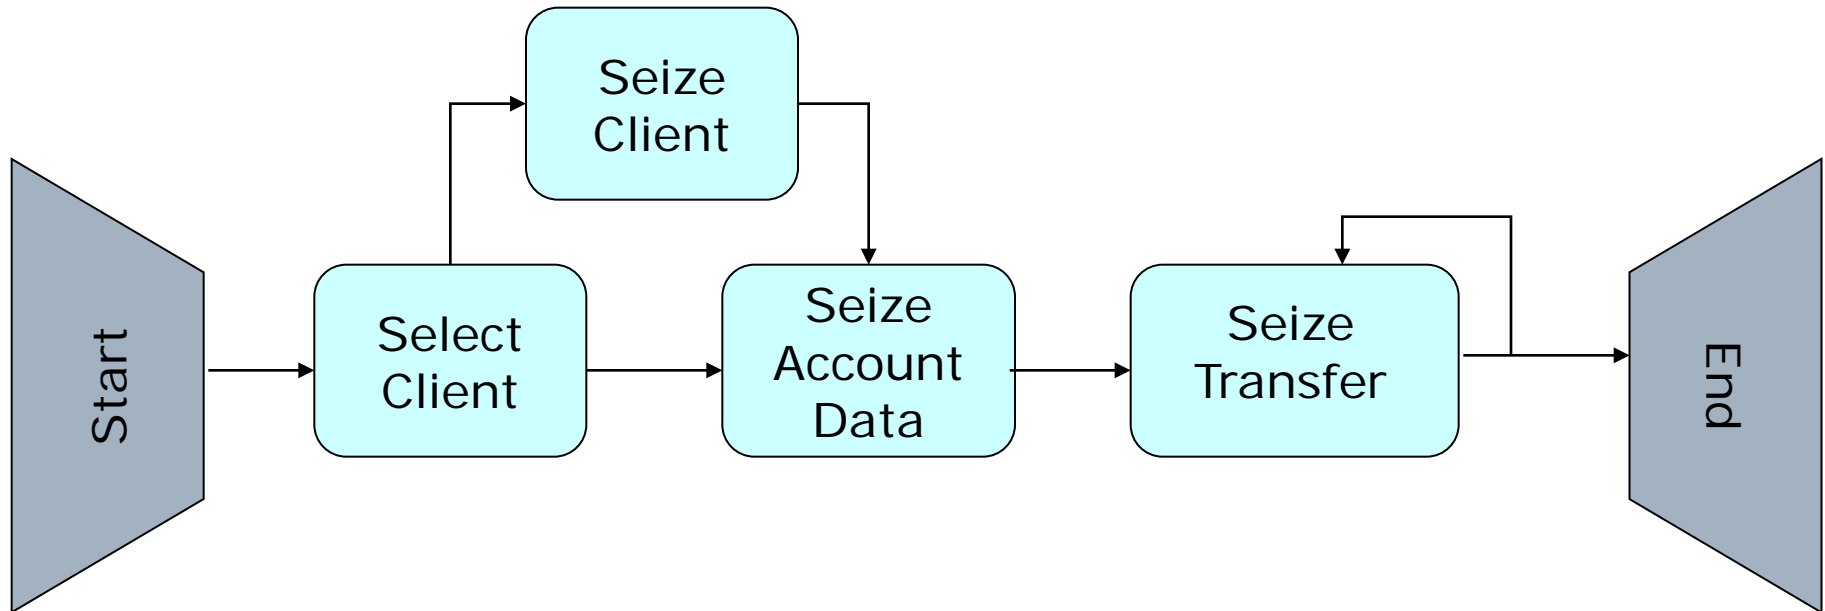 Seize
Client
Start
Select
Client
Seize
Account
Data
Seize
Transfer
End